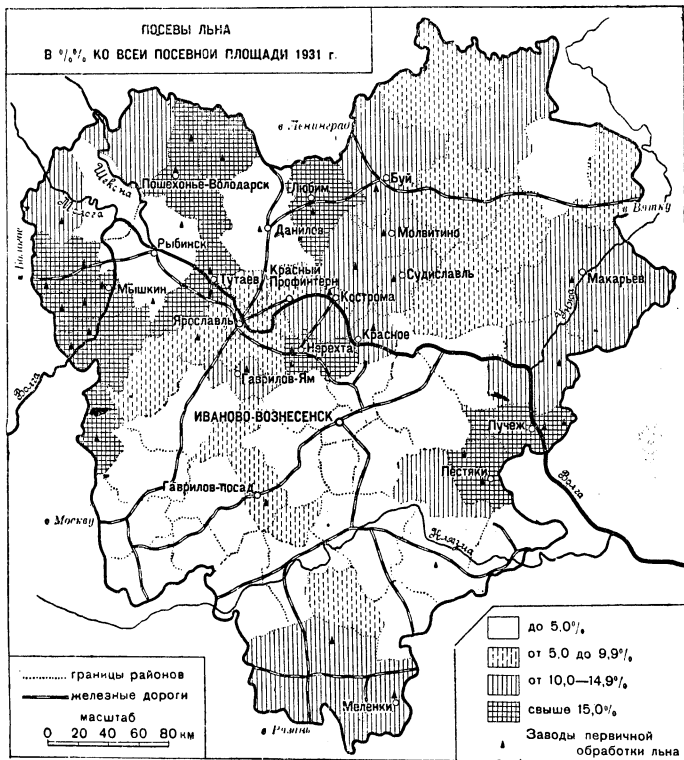 ПОСЕВЫ ЛЬНА
В %% КО ВСЕЙ ПОСЕВНОЙ ПЛОЩАДИ 1931 г.
в Ленинград
Шексна
Пошехонье-Володарск
Любим
Буй
в Вятку
Молога
Данилов
Молвитино
Рыбинск
Судиславль
Макарьев
Мышкин
Тутаев
Красный
Профинтерн
Кострома
Ярославль
Красное
Нерехта
Волга
Гаврилов-Ям
ИВАНОВО-ВОЗНЕСЕНСК
Пучеж
Пестяки
Гаврилов-посад
Волга
в Москву
Клязьма
Меленки
в Рязань
границы районов
железные дороги
масштаб
0 20 40 60 80 км
до 5,0%
от 5,0 до 9,9%
от 10,0—14,9%
свыше 15,0%
Заводы первичной
обработки льна